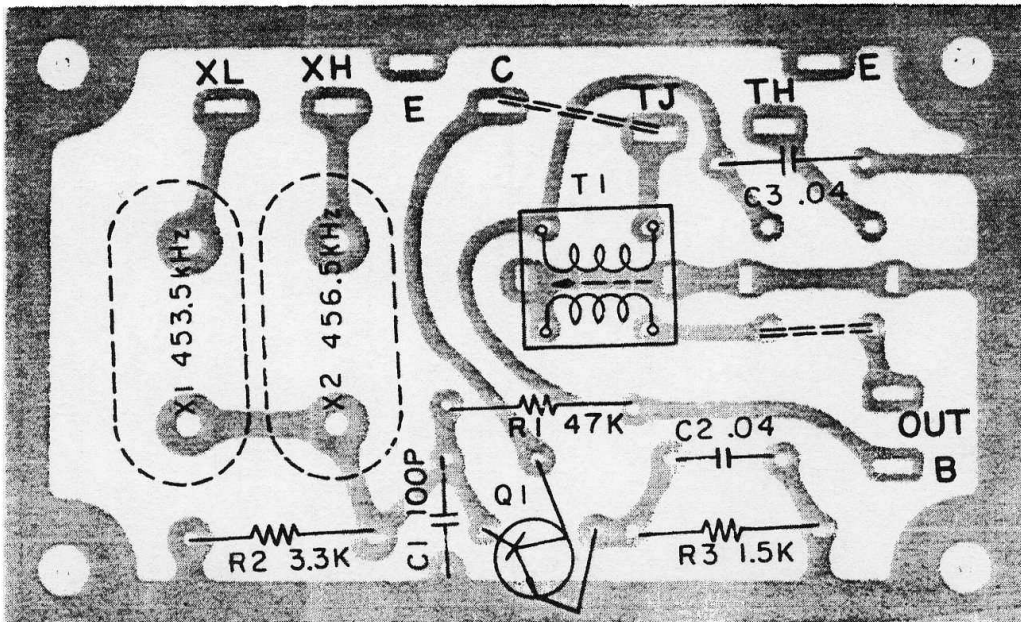 XL
XH
E
C
TJ
TH
E
T1
C3 .04
X1 453.5kHz
X2 456.5KHz
R1 47K
C2 .04
OUT
B
C1 100P
Q1
R2 3.3K
R3 1.5K